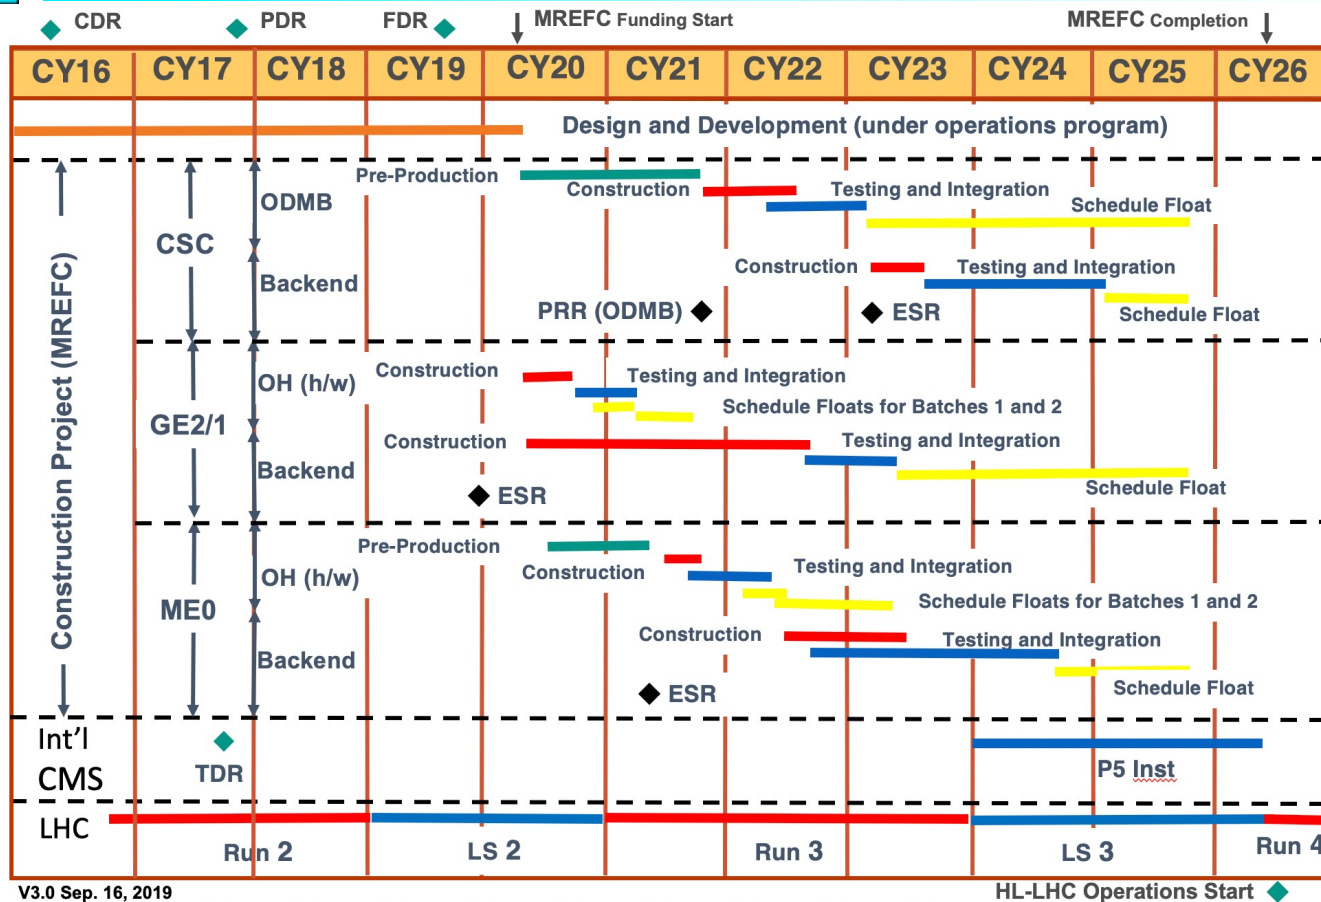 CDR
PDR
FDR
MREFC Funding Start
MREFC Completion
CY16 CY17 CY18 CY19 CY20 CY21 CY22 CY23 CY24 CY25 CY26
Design and Development (under operations program)
Construction Project (MREFC)
CSC
ODMB
Pre-Production
Construction
Testing and Integration
Schedule Float
Backend
Construction
Testing and Integration
Schedule Float
PRR (ODMB)
ESR
GE2/1
OH (h/w)
Construction
Testing and Integration
Schedule Floats for Batches 1 and 2
Backend
Construction
Testing and Integration
Schedule Float
ESR
ME0
OH (h/w)
Pre-Production
Construction
Testing and Integration
Schedule Floats for Batches 1 and 2
Backend
Construction
Testing and Integration
Schedule Float
ESR
Int'l
CMS
TDR
P5 Inst
LHC
Run 2
LS 2
Run 3
LS 3
Run 4
V3.0 Sep. 16, 2019
HL-LHC Operations Start